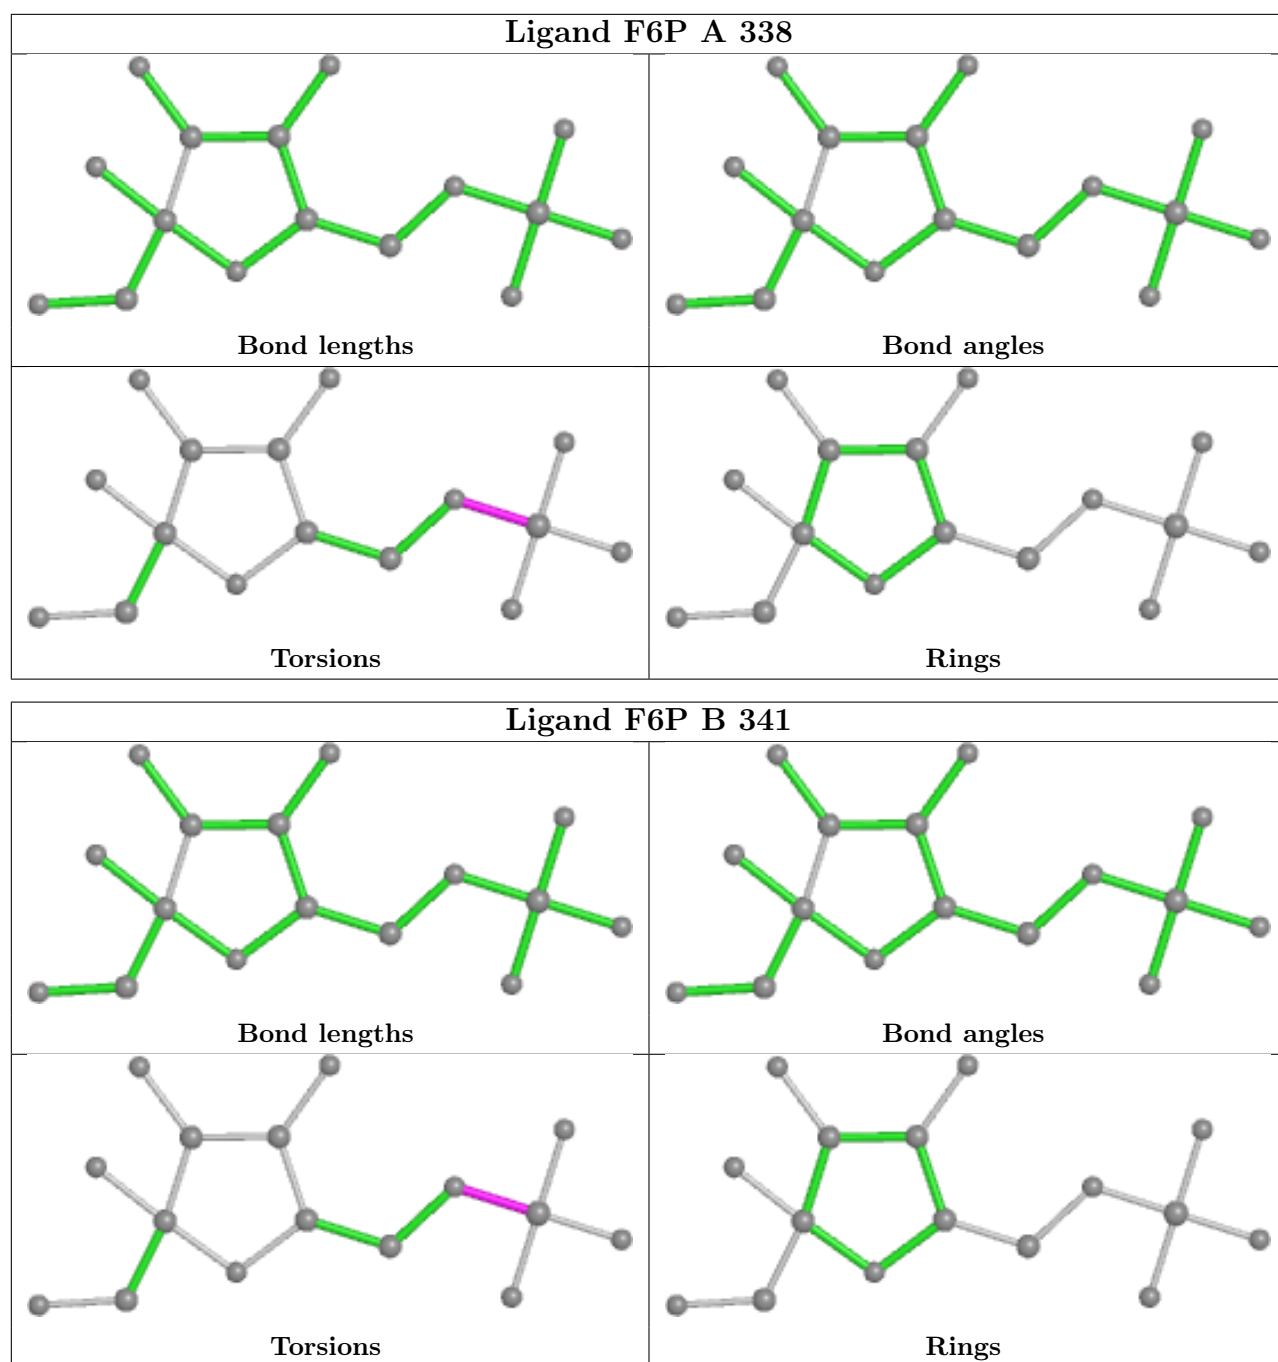 Ligand F6P A 338
Bond lengths
Bond angles
Torsions
Rings
Ligand F6P B 341
Bond lengths
Bond angles
Torsions
Rings